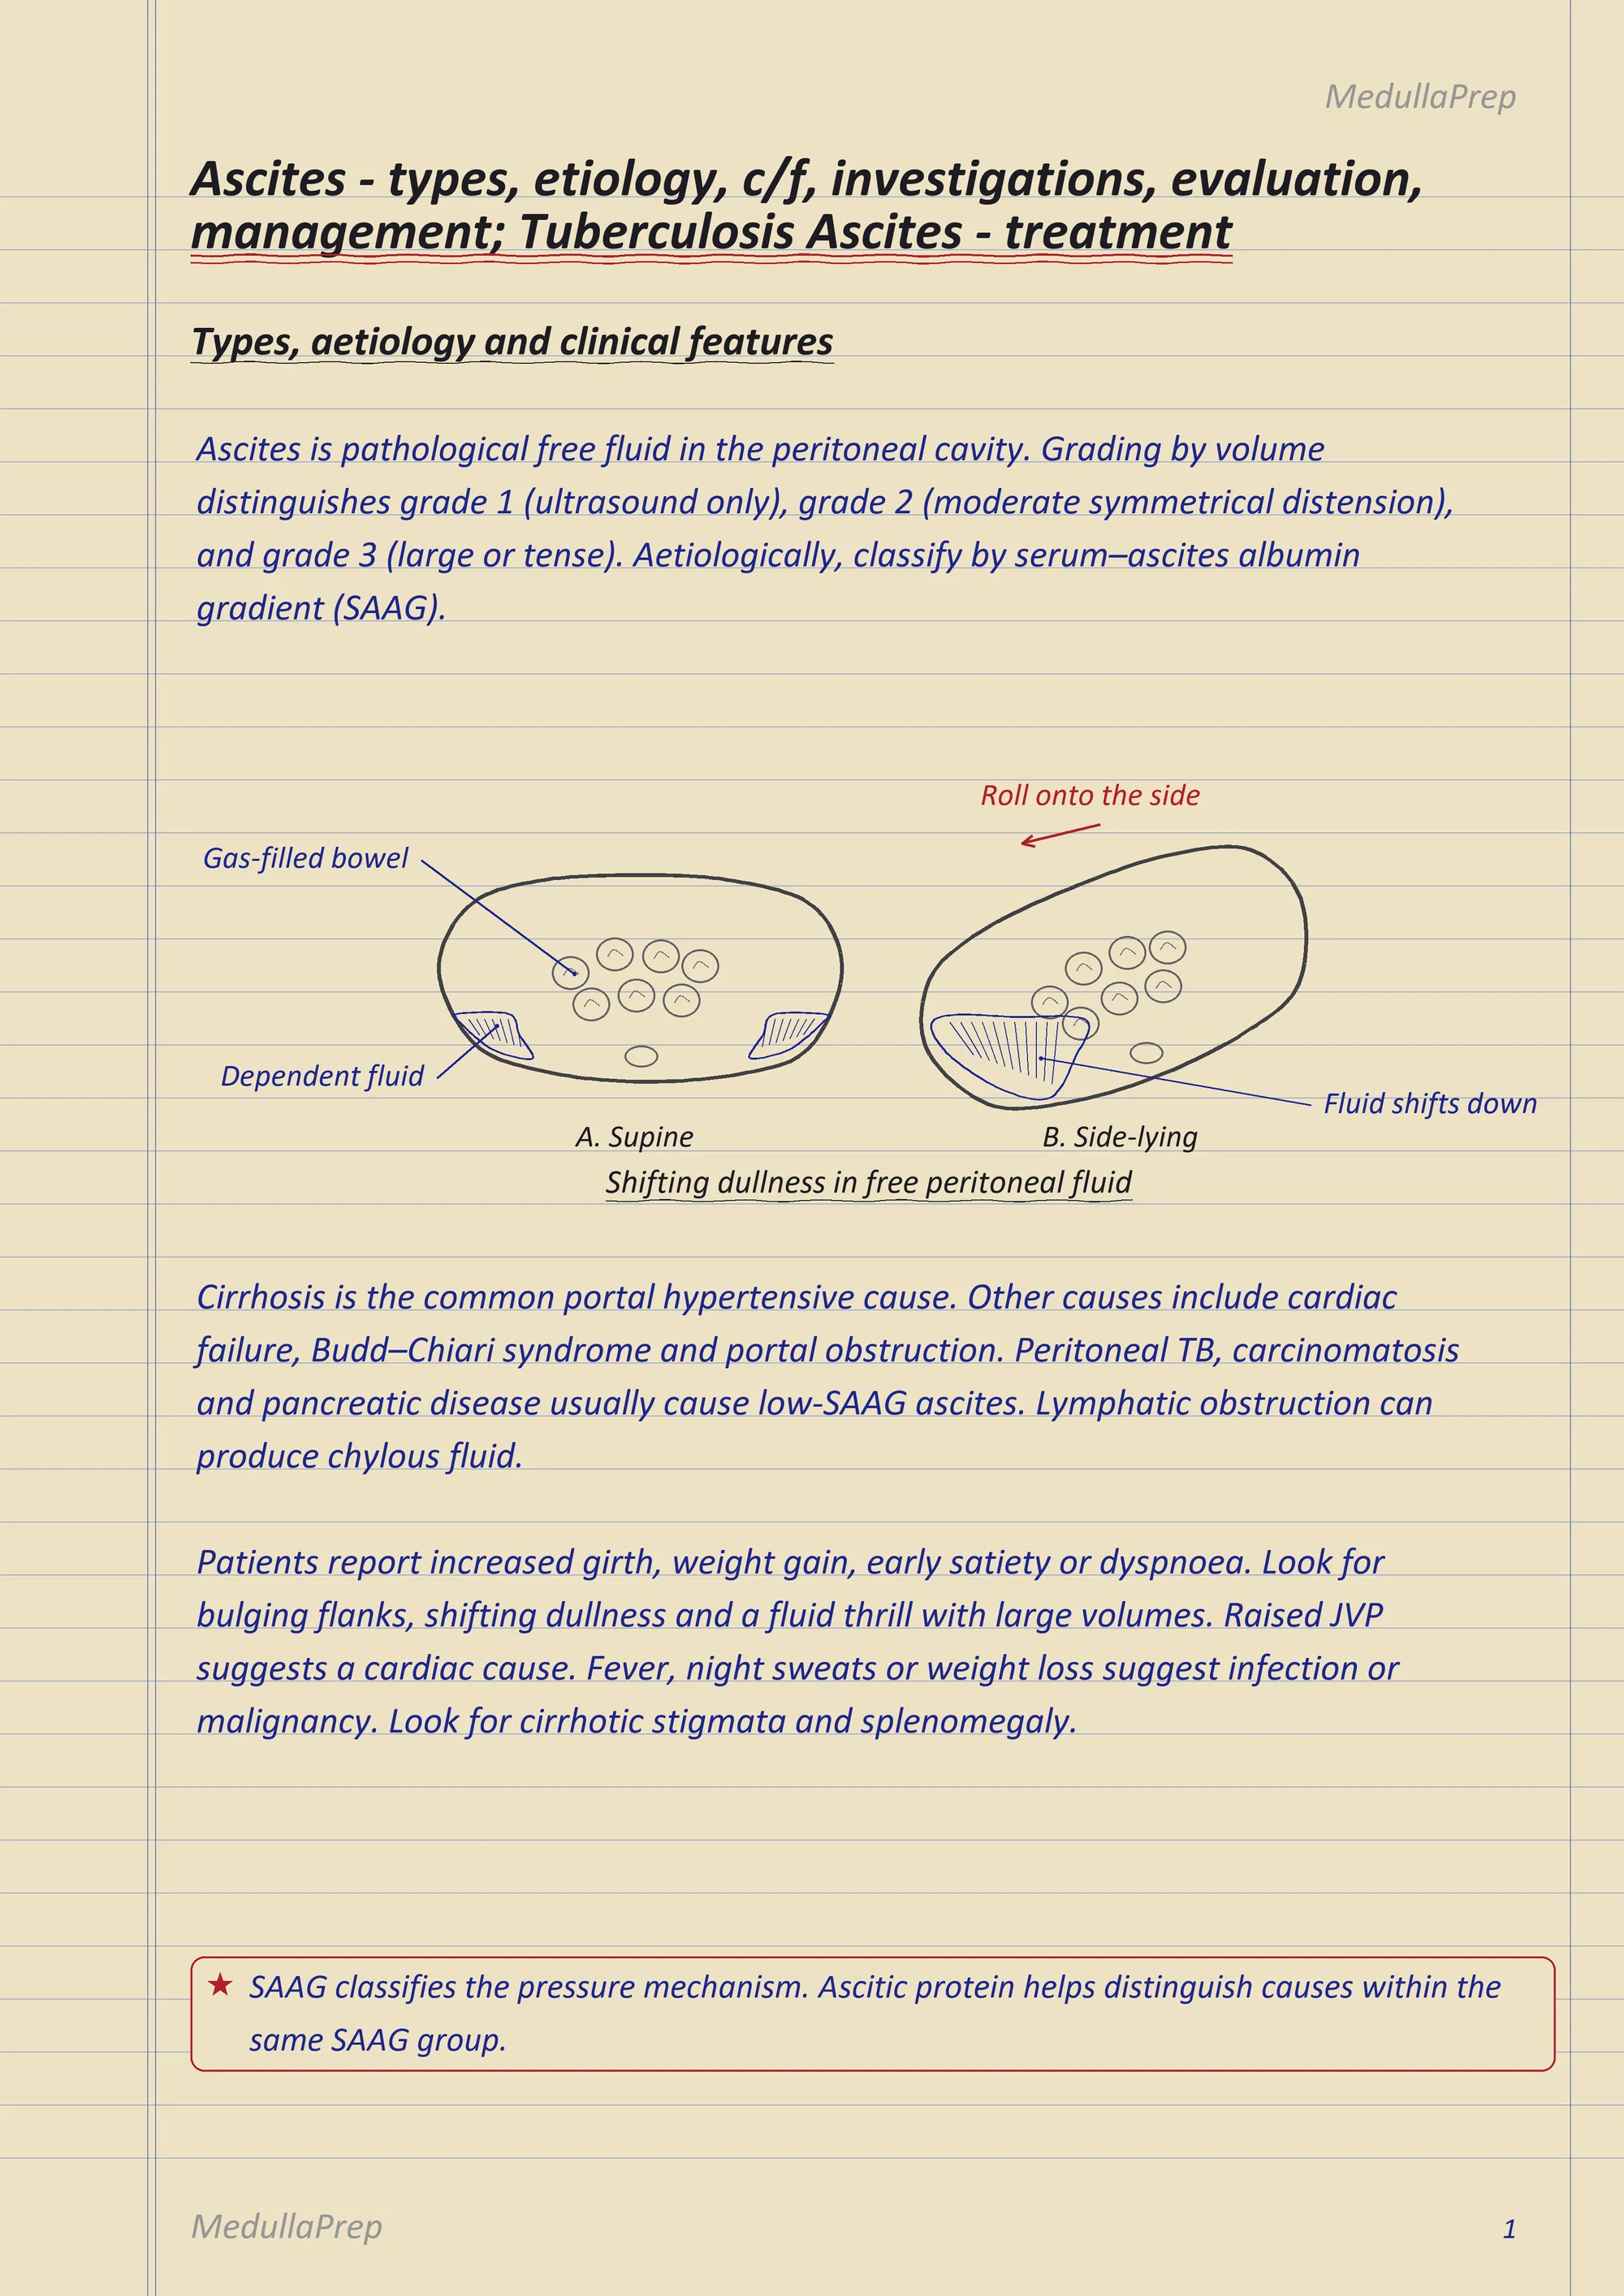 MedullaPrep
Ascites - types, etiology, c/f, investigations, evaluation,
management; Tuberculosis Ascites - treatment
Types, aetiology and clinical features
Ascites is pathological free fluid in the peritoneal cavity. Grading by volume
distinguishes grade 1 (ultrasound only), grade 2 (moderate symmetrical distension),
and grade 3 (large or tense). Aetiologically, classify by serum–ascites albumin
gradient (SAAG).
Roll onto the side
Gas-filled bowel
Dependent fluid
Fluid shifts down
A. Supine
B. Side-lying
Shifting dullness in free peritoneal fluid
Cirrhosis is the common portal hypertensive cause. Other causes include cardiac
failure, Budd–Chiari syndrome and portal obstruction. Peritoneal TB, carcinomatosis
and pancreatic disease usually cause low-SAAG ascites. Lymphatic obstruction can
produce chylous fluid.
Patients report increased girth, weight gain, early satiety or dyspnoea. Look for
bulging flanks, shifting dullness and a fluid thrill with large volumes. Raised JVP
suggests a cardiac cause. Fever, night sweats or weight loss suggest infection or
malignancy. Look for cirrhotic stigmata and splenomegaly.
★ SAAG classifies the pressure mechanism. Ascitic protein helps distinguish causes within the
same SAAG group.
MedullaPrep
1